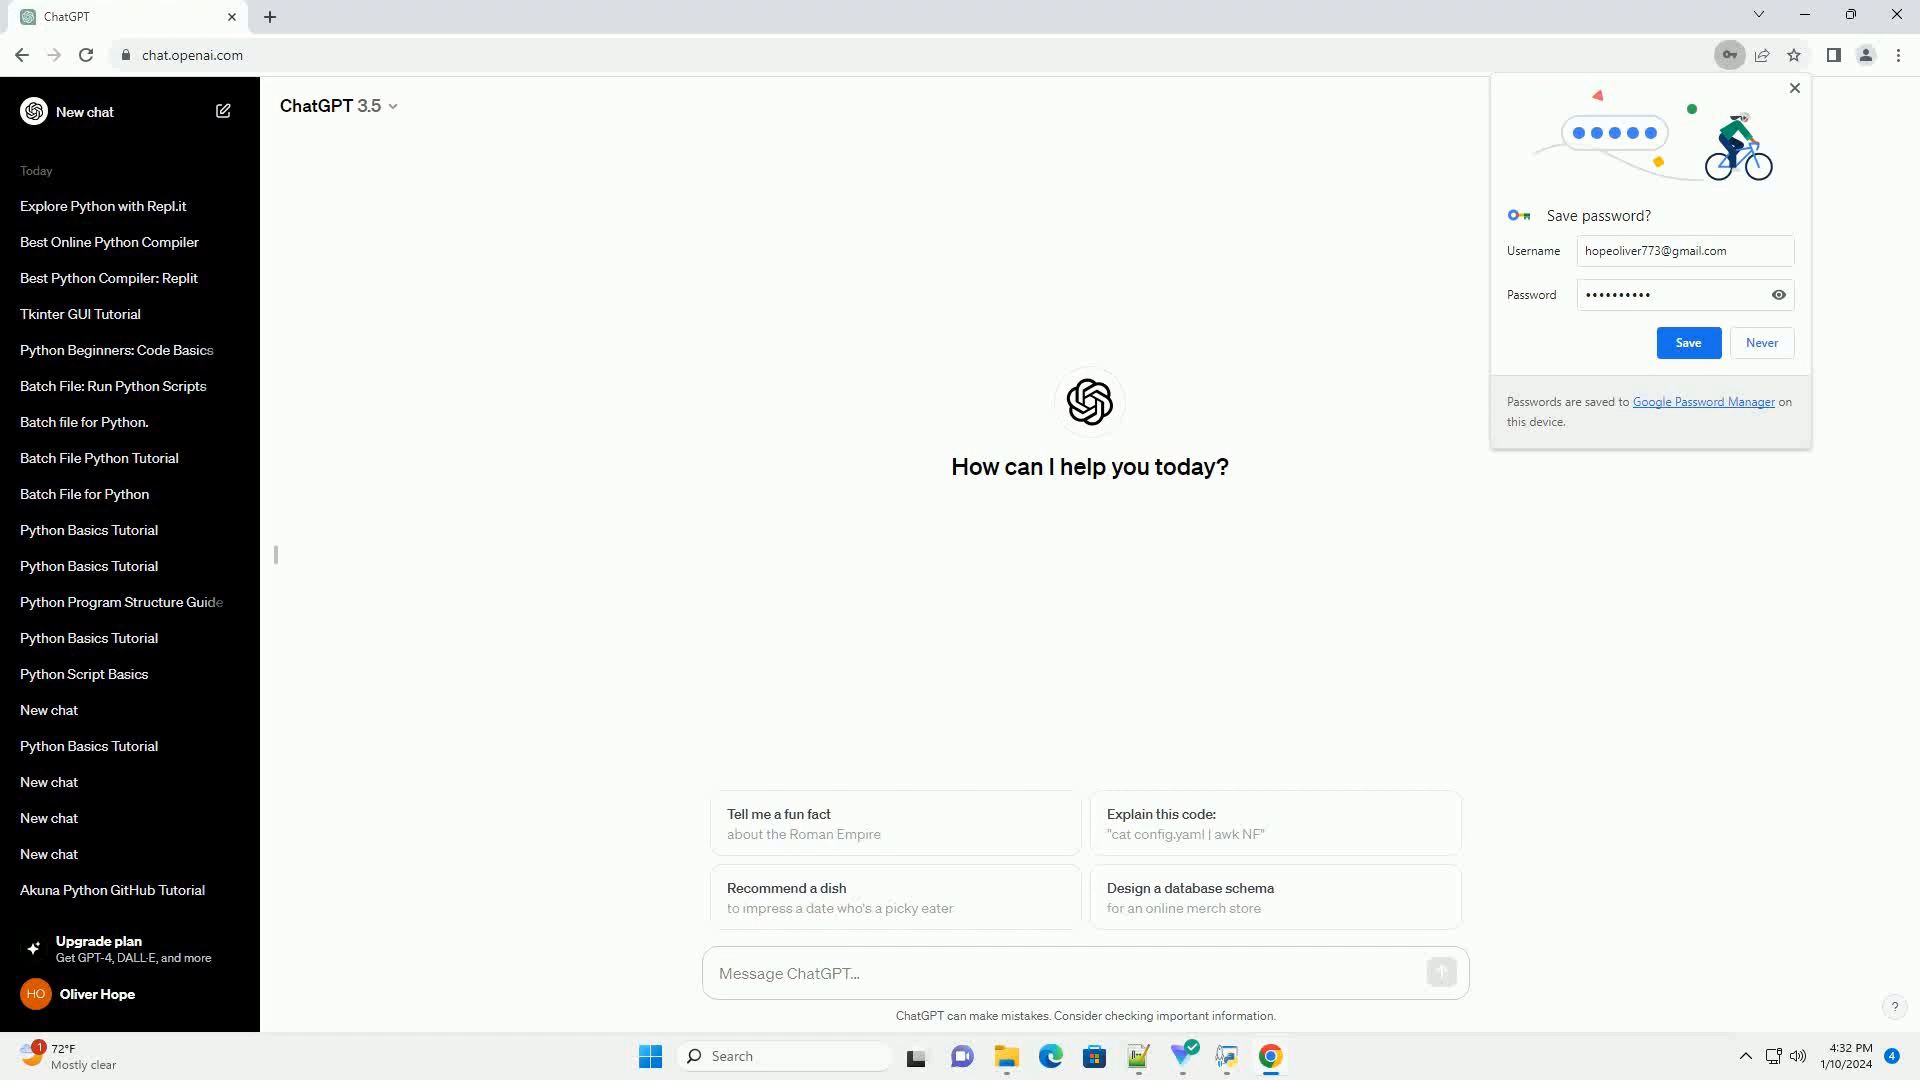 ChatGPT
chat.openai.com
New chat
Today
Explore Python with Repl.it
Best Online Python Compiler
Best Python Compiler: Replit
Tkinter GUI Tutorial
Python Beginners: Code Basics
Batch File: Run Python Scripts
Batch file for Python.
Batch File Python Tutorial
Batch File for Python
Python Basics Tutorial
Python Basics Tutorial
Python Program Structure Guide
Python Basics Tutorial
Python Script Basics
New chat
Python Basics Tutorial
New chat
New chat
New chat
Akuna Python GitHub Tutorial
Upgrade plan
Get GPT-4, DALL·E, and more
HO
Oliver Hope
ChatGPT 3.5
Save password?
Username hopeoliver773@gmail.com
Password ••••••••••
Save Never
Passwords are saved to Google Password Manager on
this device.
How can I help you today?
Tell me a fun fact
about the Roman Empire
Explain this code:
"cat config.yaml | awk NF"
Recommend a dish
to impress a date who's a picky eater
Design a database schema
for an online merch store
Message ChatGPT...
ChatGPT can make mistakes. Consider checking important information.
?
1
72°F
Mostly clear
Search
4:32 PM
1/10/2024
4